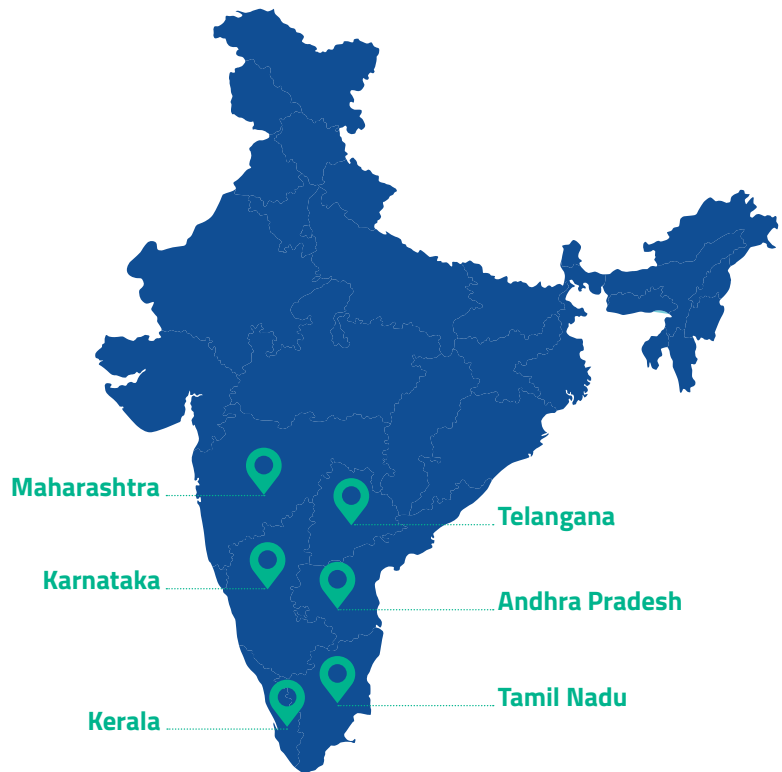 Maharashtra
Telangana
Karnataka
Andhra Pradesh
Tamil Nadu
Kerala